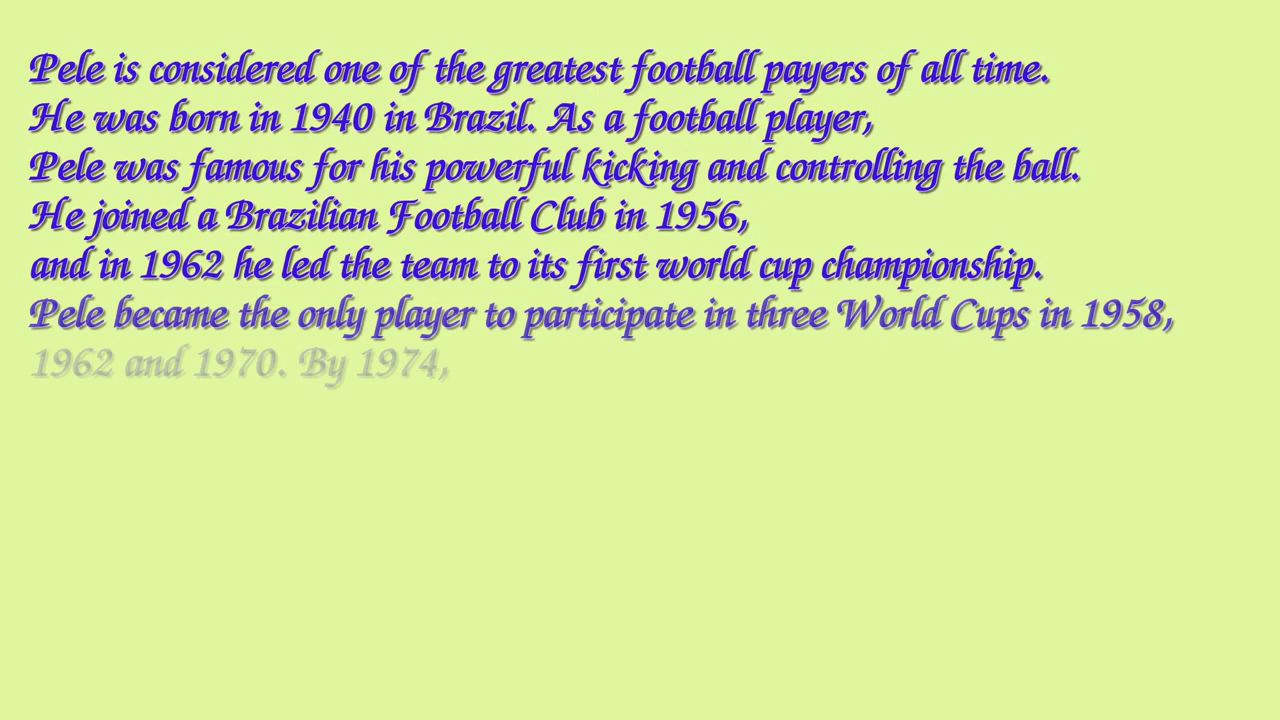 Pele is considered one of the greatest football payers of all time.
He was born in 1940 in Brazil. As a football player,
Pele was famous for his powerful kicking and controlling the ball.
He joined a Brazilian Football Club in 1956,
and in 1962 he led the team to its first world cup championship.
Pele became the only player to participate in three World Cups in 1958,
1962 and 1970. By 1974,